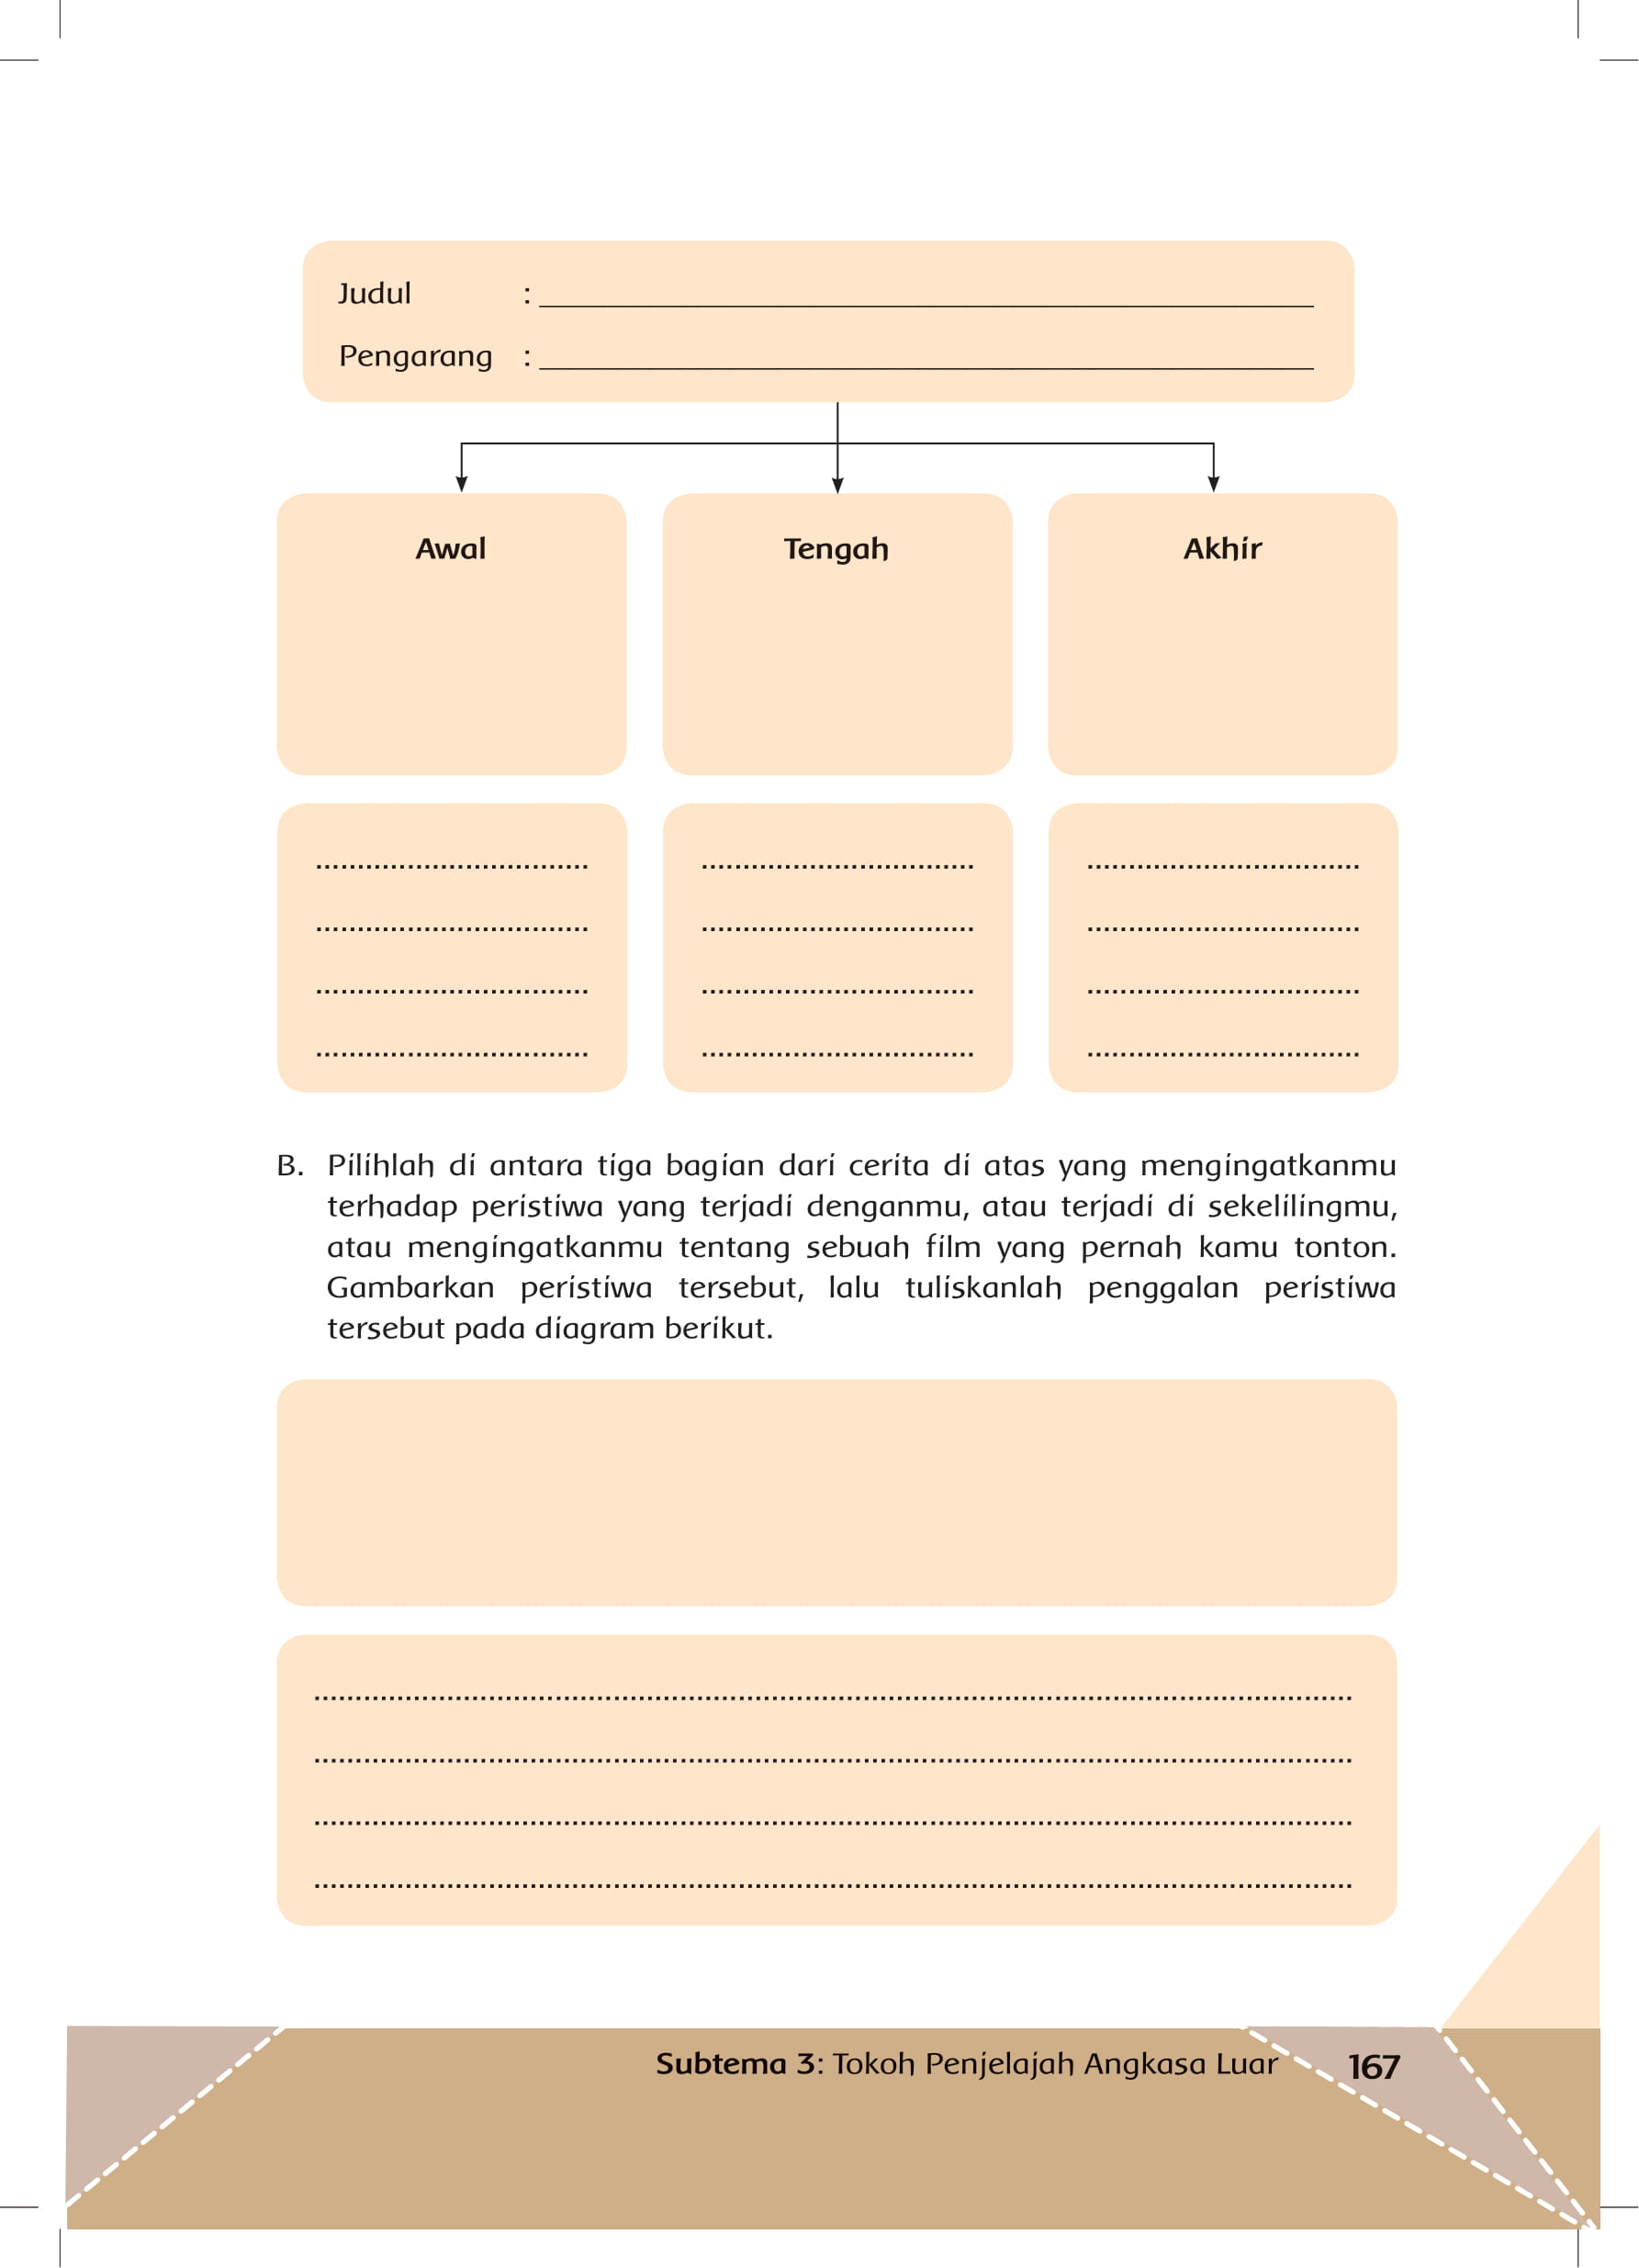 Judul : ____________________
Pengarang : ____________________
Awal Tengah Akhir
................................. ................................. .................................
................................. ................................. .................................
................................. ................................. .................................
................................. ................................. .................................
B. Pilihlah di antara tiga bagian dari cerita di atas yang mengingatkanmu
terhadap peristiwa yang terjadi denganmu, atau terjadi di sekelilingmu,
atau mengingatkanmu tentang sebuah film yang pernah kamu tonton.
Gambarkan peristiwa tersebut, lalu tuliskanlah penggalan peristiwa
tersebut pada diagram berikut.
.................................................................
.................................................................
.................................................................
.................................................................
Subtema 3: Tokoh Penjelajah Angkasa Luar 167